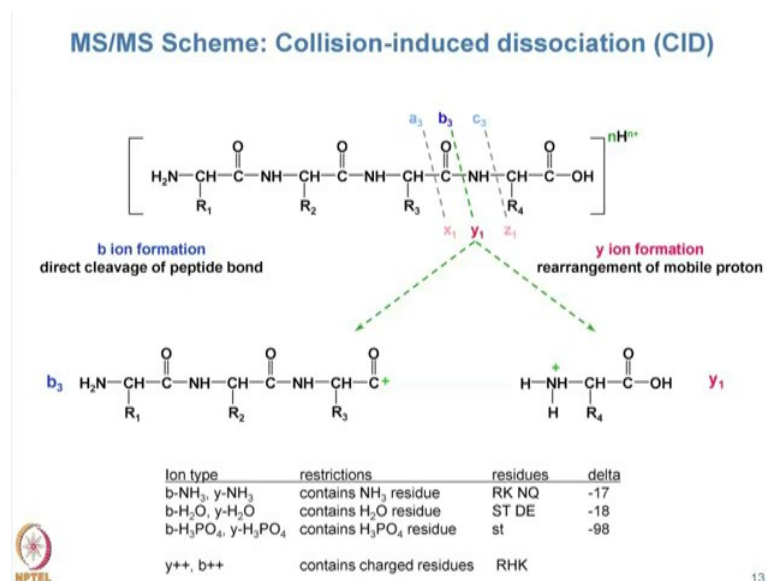 MS/MS Scheme: Collision-induced dissociation (CID)
a₃ b₃ c₃
nHⁿ⁺
O O O O
H₂N-CH-C-NH-CH-C-NH-CH-C-NH-CH-C-OH
R₁ R₂ R₃ R₄
x₁ y₁ z₁
b ion formation
direct cleavage of peptide bond
y ion formation
rearrangement of mobile proton
O O O
b₃ H₂N-CH-C-NH-CH-C-NH-CH-C+
R₁ R₂ R₃
+ O
H-NH-CH-C-OH y₁
H R₄
Ion type restrictions residues delta
b-NH₃, y-NH₃ contains NH₃ residue RK NQ -17
b-H₂O, y-H₂O contains H₂O residue ST DE -18
b-H₃PO₄, y-H₃PO₄ contains H₃PO₄ residue st -98
y++, b++ contains charged residues RHK
NPTEL
13